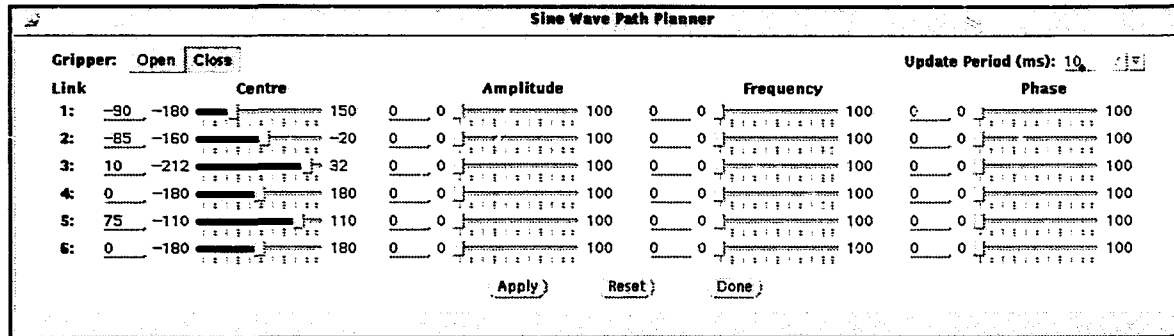 Sine Wave Path Planner
Gripper: Open Close Update Period (ms): 10
Link Centre Amplitude Frequency Phase
1: -90 -180 150 0 0 100 0 0 100 0 0 100
2: -85 -160 -20 0 0 100 0 0 100 0 0 100
3: 10 -212 32 0 0 100 0 0 100 0 0 100
4: 0 -180 180 0 0 100 0 0 100 0 0 100
5: 75 -110 110 0 0 100 0 0 100 0 0 100
6: 0 -180 180 0 0 100 0 0 100 0 0 100
Apply Reset Done